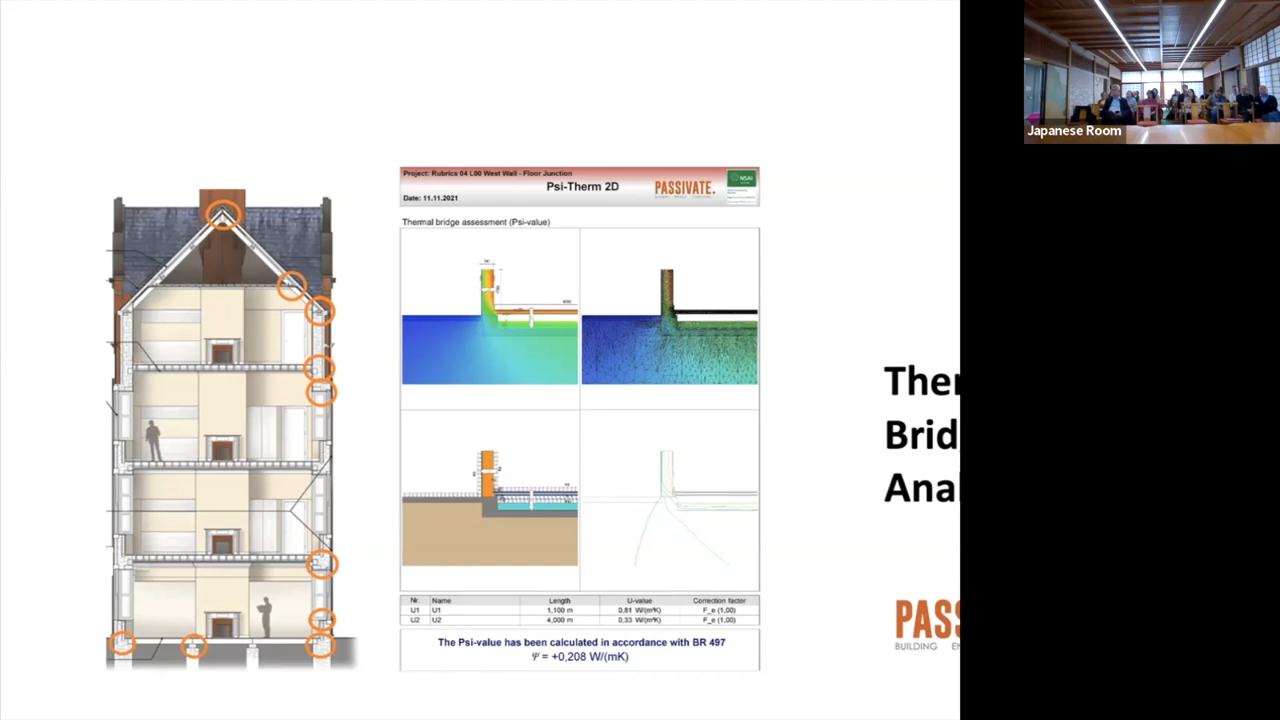 Project: Rubrics 04 L00 West Wall - Floor Junction
Psi-Therm 2D
Date: 11.11.2021
PASSIVATE.
NSAI
Thermal bridge assessment (Psi-value)
Nr. Name Length U-value Correction factor
U1 U1 1,100 m 0,81 W/(m²K) F_e (1,00)
U2 U2 4,000 m 0,33 W/(m²K) F_e (1,00)
The Psi-value has been calculated in accordance with BR 497
Ψ = +0,208 W/(mK)
Ther
Brid
Anal
PASS
BUILDING EN
Japanese Room